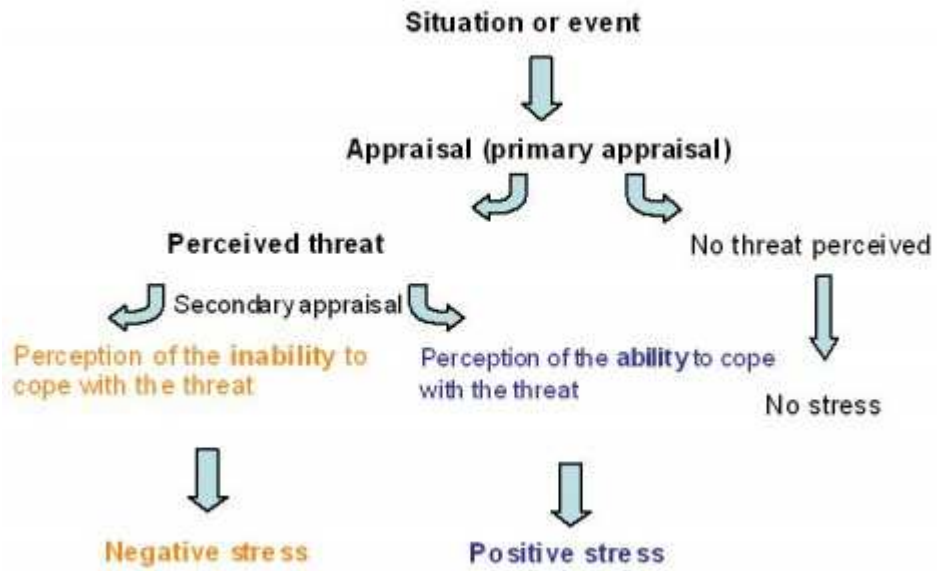 Situation or event
Appraisal (primary appraisal)
Perceived threat
No threat perceived
Secondary appraisal
Perception of the inability to
cope with the threat
Perception of the ability to cope
with the threat
No stress
Negative stress
Positive stress